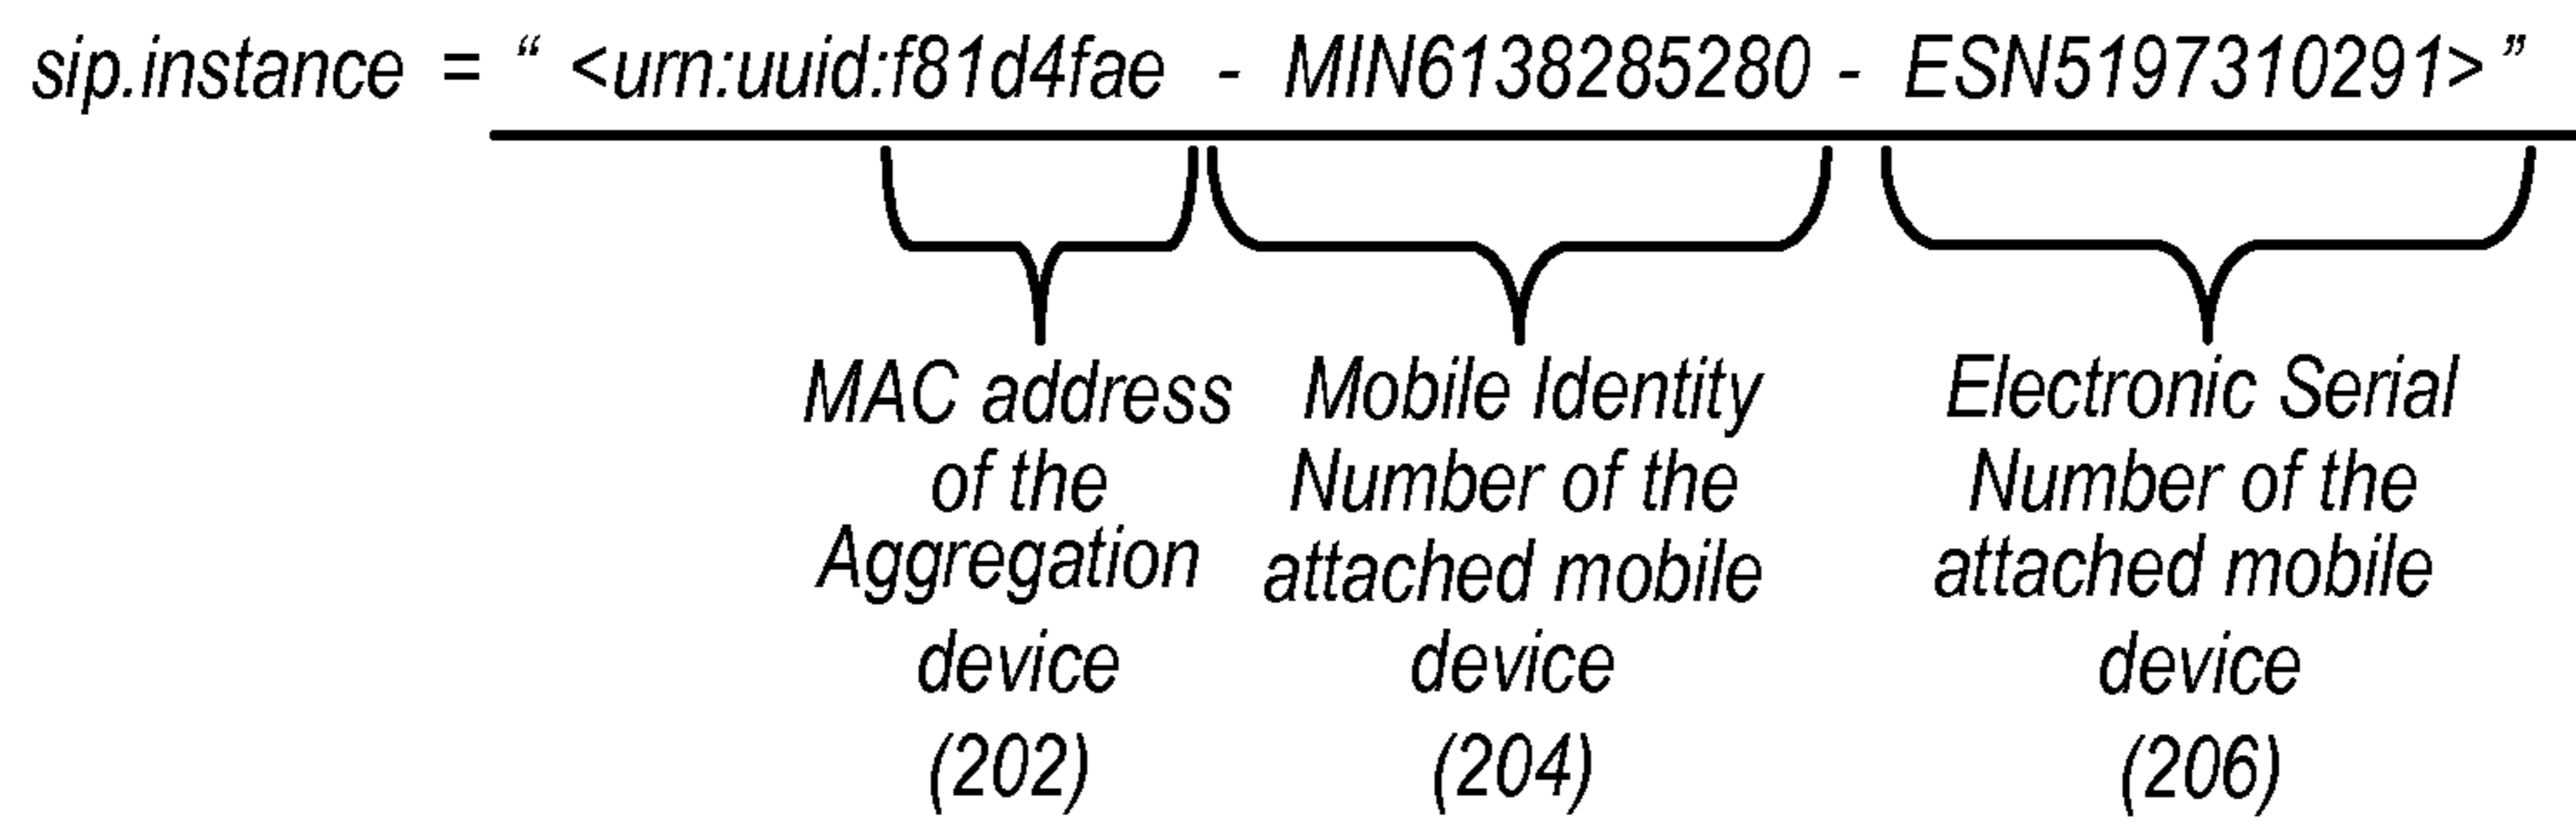 sip.instance = “ <urn:uuid:f81d4fae - MIN6138285280 - ESN5197310291> ”
MAC address
of the
Aggregation
device
(202)
Mobile Identity
Number of the
attached mobile
device
(204)
Electronic Serial
Number of the
attached mobile
device
(206)